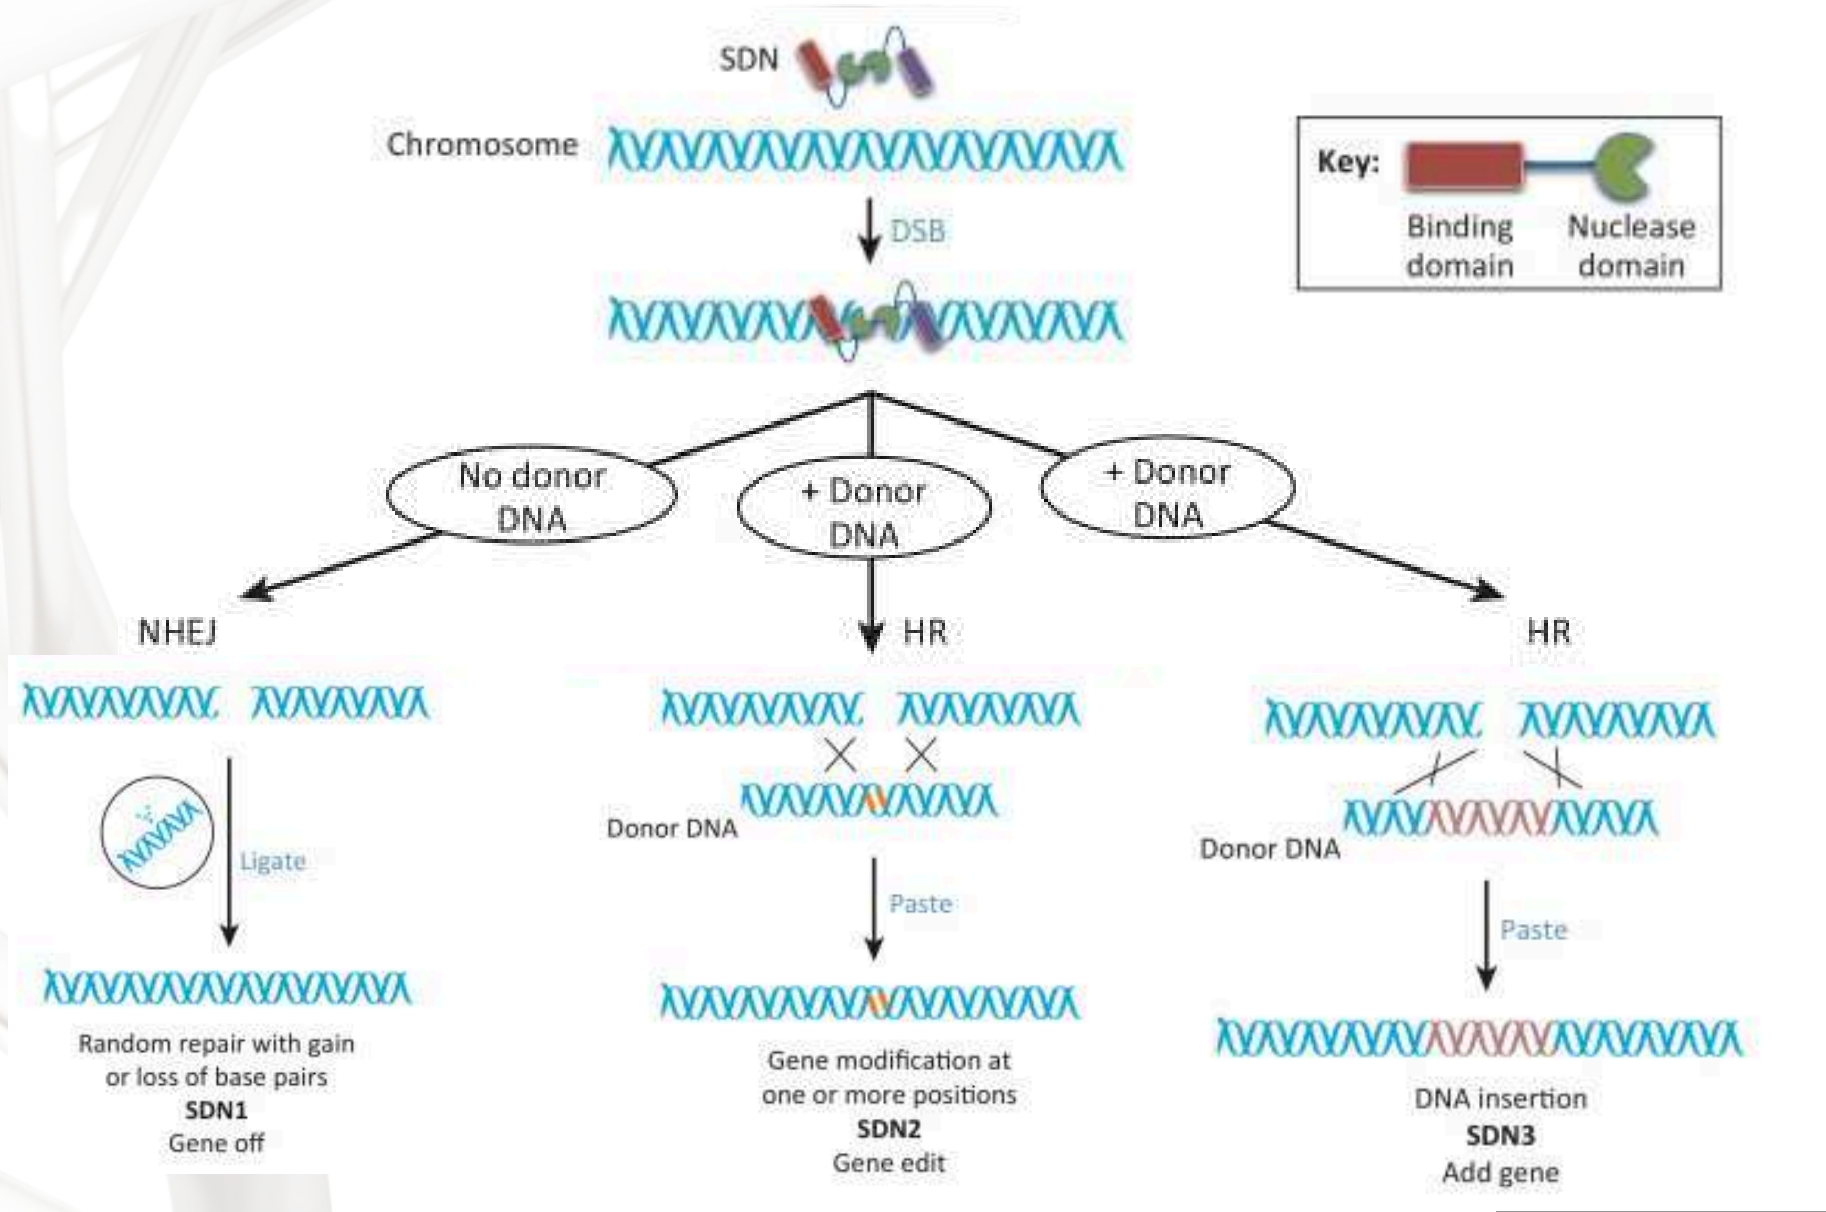 SDN
Chromosome
Key:
Binding
domain
Nuclease
domain
DSB
No donor
DNA
+ Donor
DNA
+ Donor
DNA
NHEJ
HR
HR
Ligate
Donor DNA
Donor DNA
Paste
Paste
Random repair with gain
or loss of base pairs
SDN1
Gene off
Gene modification at
one or more positions
SDN2
Gene edit
DNA insertion
SDN3
Add gene